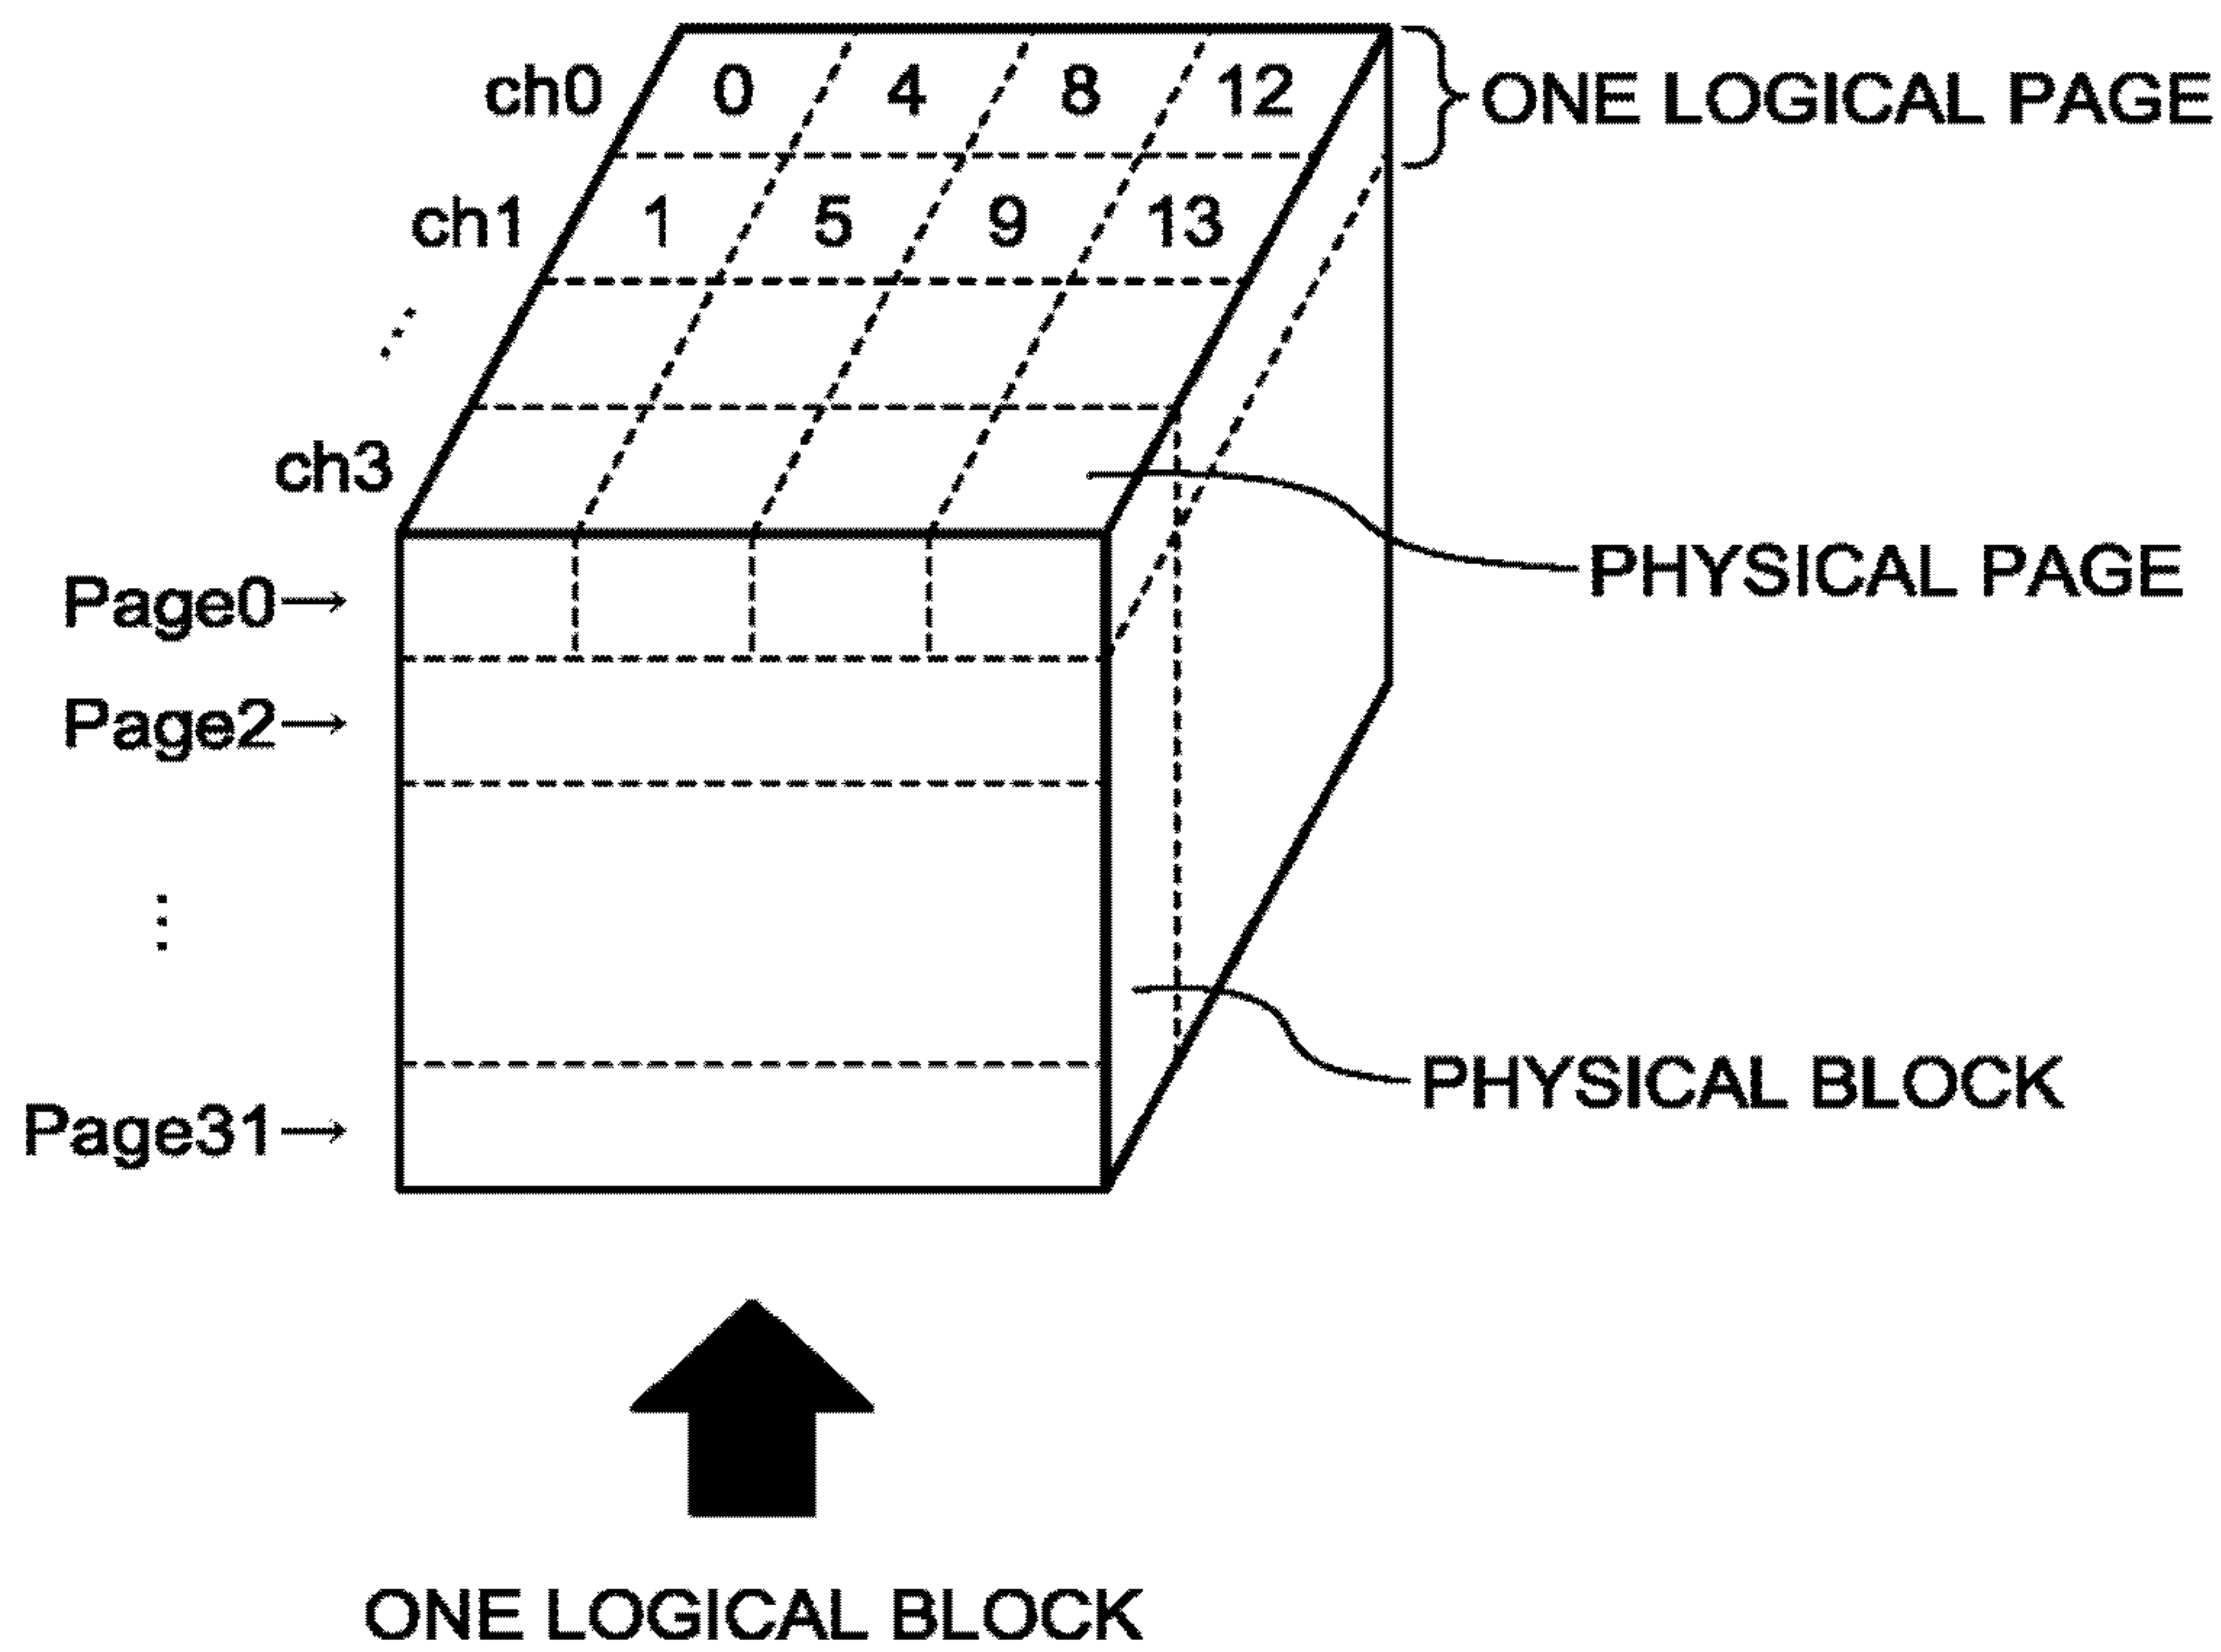 ch0 0 4 8 12 ONE LOGICAL PAGE
ch1 1 5 9 13
ch3
PHYSICAL PAGE
Page0
Page2
PHYSICAL BLOCK
Page31
ONE LOGICAL BLOCK